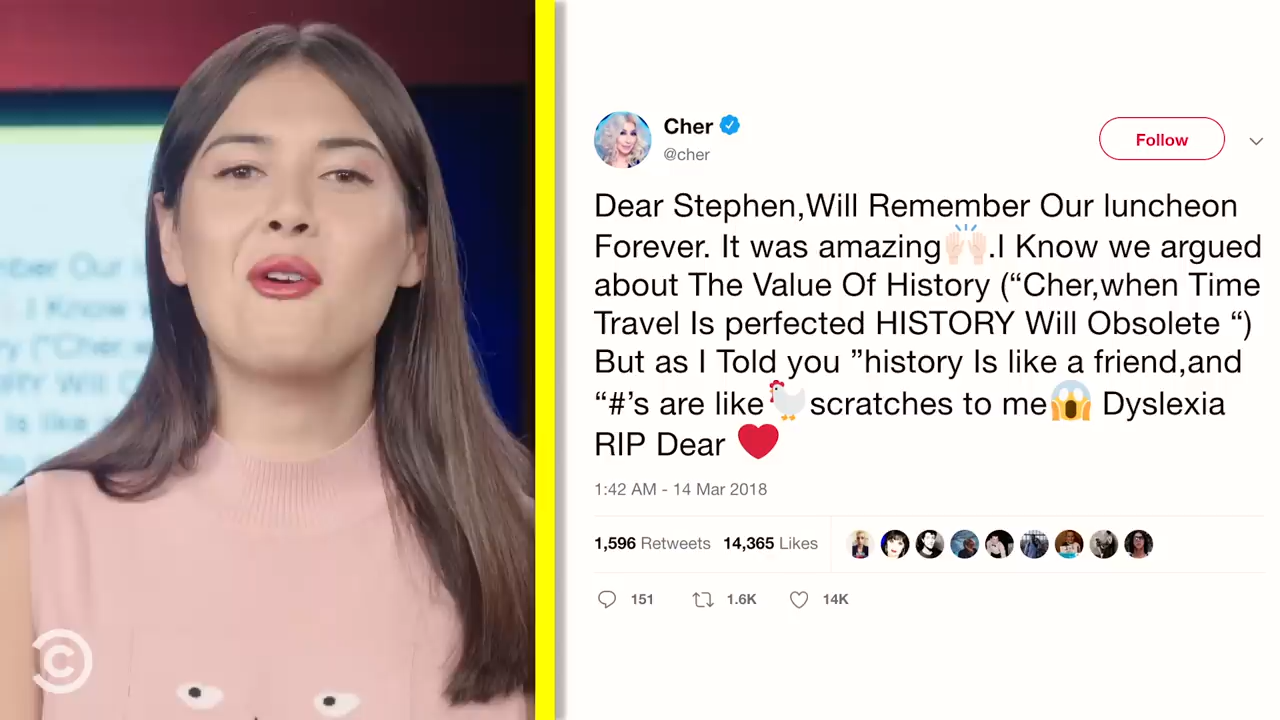 Cher
@cher
Follow
Dear Stephen,Will Remember Our luncheon
Forever. It was amazing🙌🏻.I Know we argued
about The Value Of History (“Cher,when Time
Travel Is perfected HISTORY Will Obsolete “)
But as I Told you ”history Is like a friend,and
“#’s are like🐓scratches to me😱 Dyslexia
RIP Dear ❤️
1:42 AM - 14 Mar 2018
1,596 Retweets 14,365 Likes
151 1.6K 14K